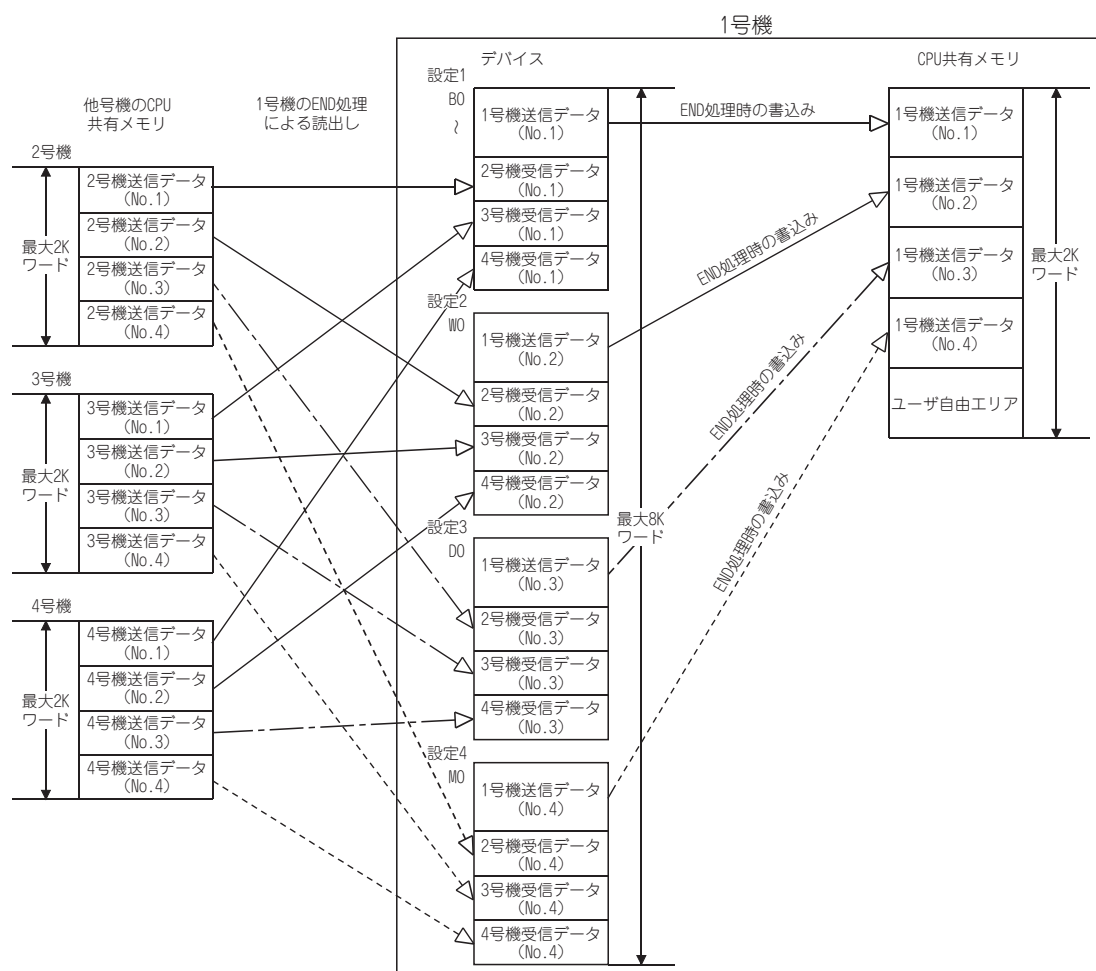 1号機
他号機のCPU
共有メモリ
1号機のEND処理
による読出し
2号機
最大2K
ワード
2号機送信データ
(No.1)
2号機送信データ
(No.2)
2号機送信データ
(No.3)
2号機送信データ
(No.4)
3号機
最大2K
ワード
3号機送信データ
(No.1)
3号機送信データ
(No.2)
3号機送信データ
(No.3)
3号機送信データ
(No.4)
4号機
最大2K
ワード
4号機送信データ
(No.1)
4号機送信データ
(No.2)
4号機送信データ
(No.3)
4号機送信データ
(No.4)
デバイス
設定1
B0
~
1号機送信データ
(No.1)
2号機受信データ
(No.1)
3号機受信データ
(No.1)
4号機受信データ
(No.1)
設定2
W0
1号機送信データ
(No.2)
2号機受信データ
(No.2)
3号機受信データ
(No.2)
4号機受信データ
(No.2)
設定3
D0
1号機送信データ
(No.3)
2号機受信データ
(No.3)
3号機受信データ
(No.3)
4号機受信データ
(No.3)
設定4
M0
1号機送信データ
(No.4)
2号機受信データ
(No.4)
3号機受信データ
(No.4)
4号機受信データ
(No.4)
最大8K
ワード
END処理時の書込み
END処理時の書込み
END処理時の書込み
END処理時の書込み
CPU共有メモリ
1号機送信データ
(No.1)
1号機送信データ
(No.2)
1号機送信データ
(No.3)
1号機送信データ
(No.4)
ユーザ自由エリア
最大2K
ワード